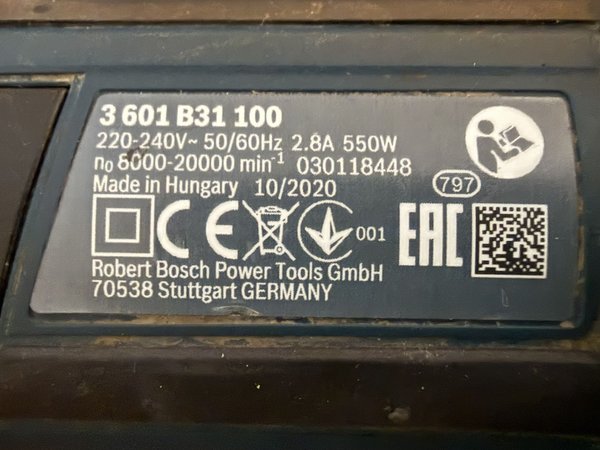 3 601 B31 100
220-240V~ 50/60Hz 2.8A 550W
n₀ 8000-20000 min⁻¹ 030118448
Made in Hungary 10/2020 797
CE 001 EAC
Robert Bosch Power Tools GmbH
70538 Stuttgart GERMANY